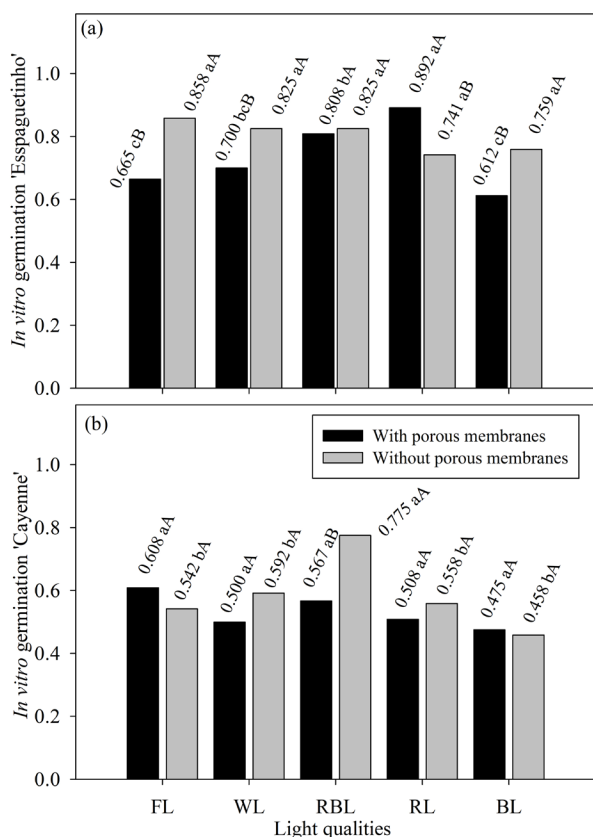 (a)
In vitro germination 'Esspaguetinho'
1.0
0.8
0.6
0.4
0.2
0.0
0.665 cB
0.858 aA
0.700 bcB
0.825 aA
0.808 bA
0.825 aA
0.892 aA
0.741 aB
0.612 cB
0.759 aA
(b)
With porous membranes
Without porous membranes
In vitro germination 'Cayenne'
1.0
0.8
0.6
0.4
0.2
0.0
0.608 aA
0.542 bA
0.500 aA
0.592 bA
0.567 aB
0.775 aA
0.508 aA
0.558 bA
0.475 aA
0.458 bA
FL WL RBL RL BL
Light qualities